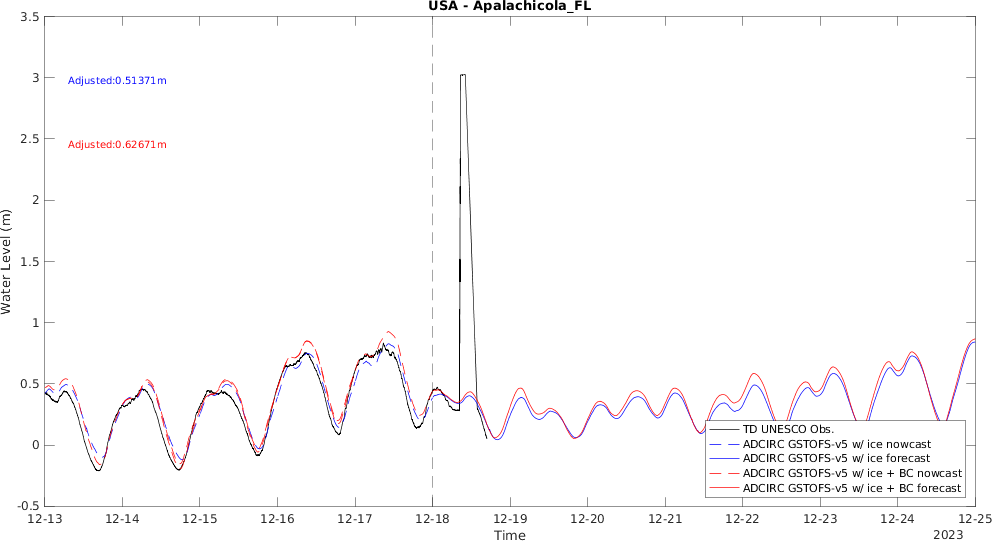 USA - Apalachicola_FL
3.5
3
2.5
2
1.5
1
0.5
0
-0.5
Water Level (m)
Adjusted:0.51371m
Adjusted:0.62671m
TD UNESCO Obs.
ADCIRC GSTOFS-v5 w/ ice nowcast
ADCIRC GSTOFS-v5 w/ ice forecast
ADCIRC GSTOFS-v5 w/ ice + BC nowcast
ADCIRC GSTOFS-v5 w/ ice + BC forecast
12-13 12-14 12-15 12-16 12-17 12-18 12-19 12-20 12-21 12-22 12-23 12-24 12-25
Time
2023